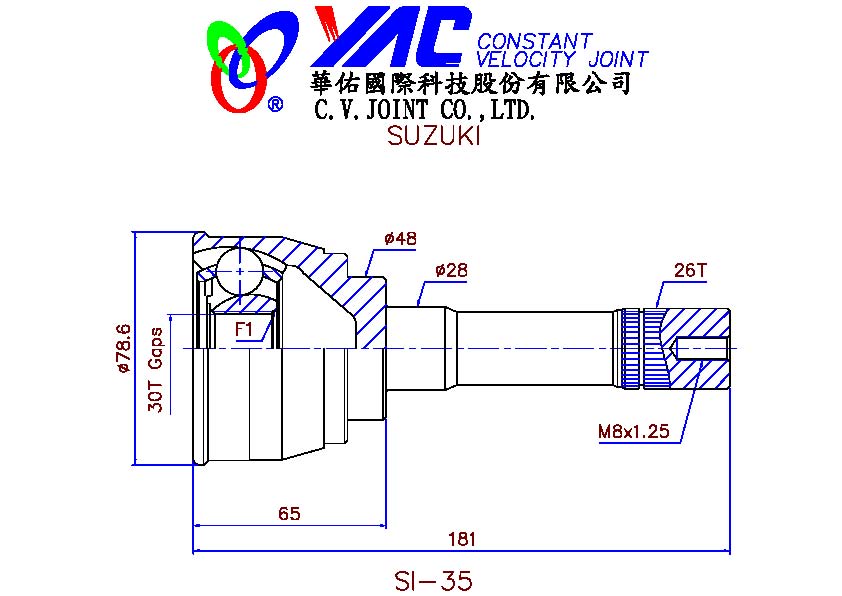 YAC CONSTANT
VELOCITY JOINT
®
華佑國際科技股份有限公司
C.V.JOINT CO.,LTD.
SUZUKI
ø48
ø28
26T
F1
ø78.6
30T Gaps
M8x1.25
65
181
SI-35